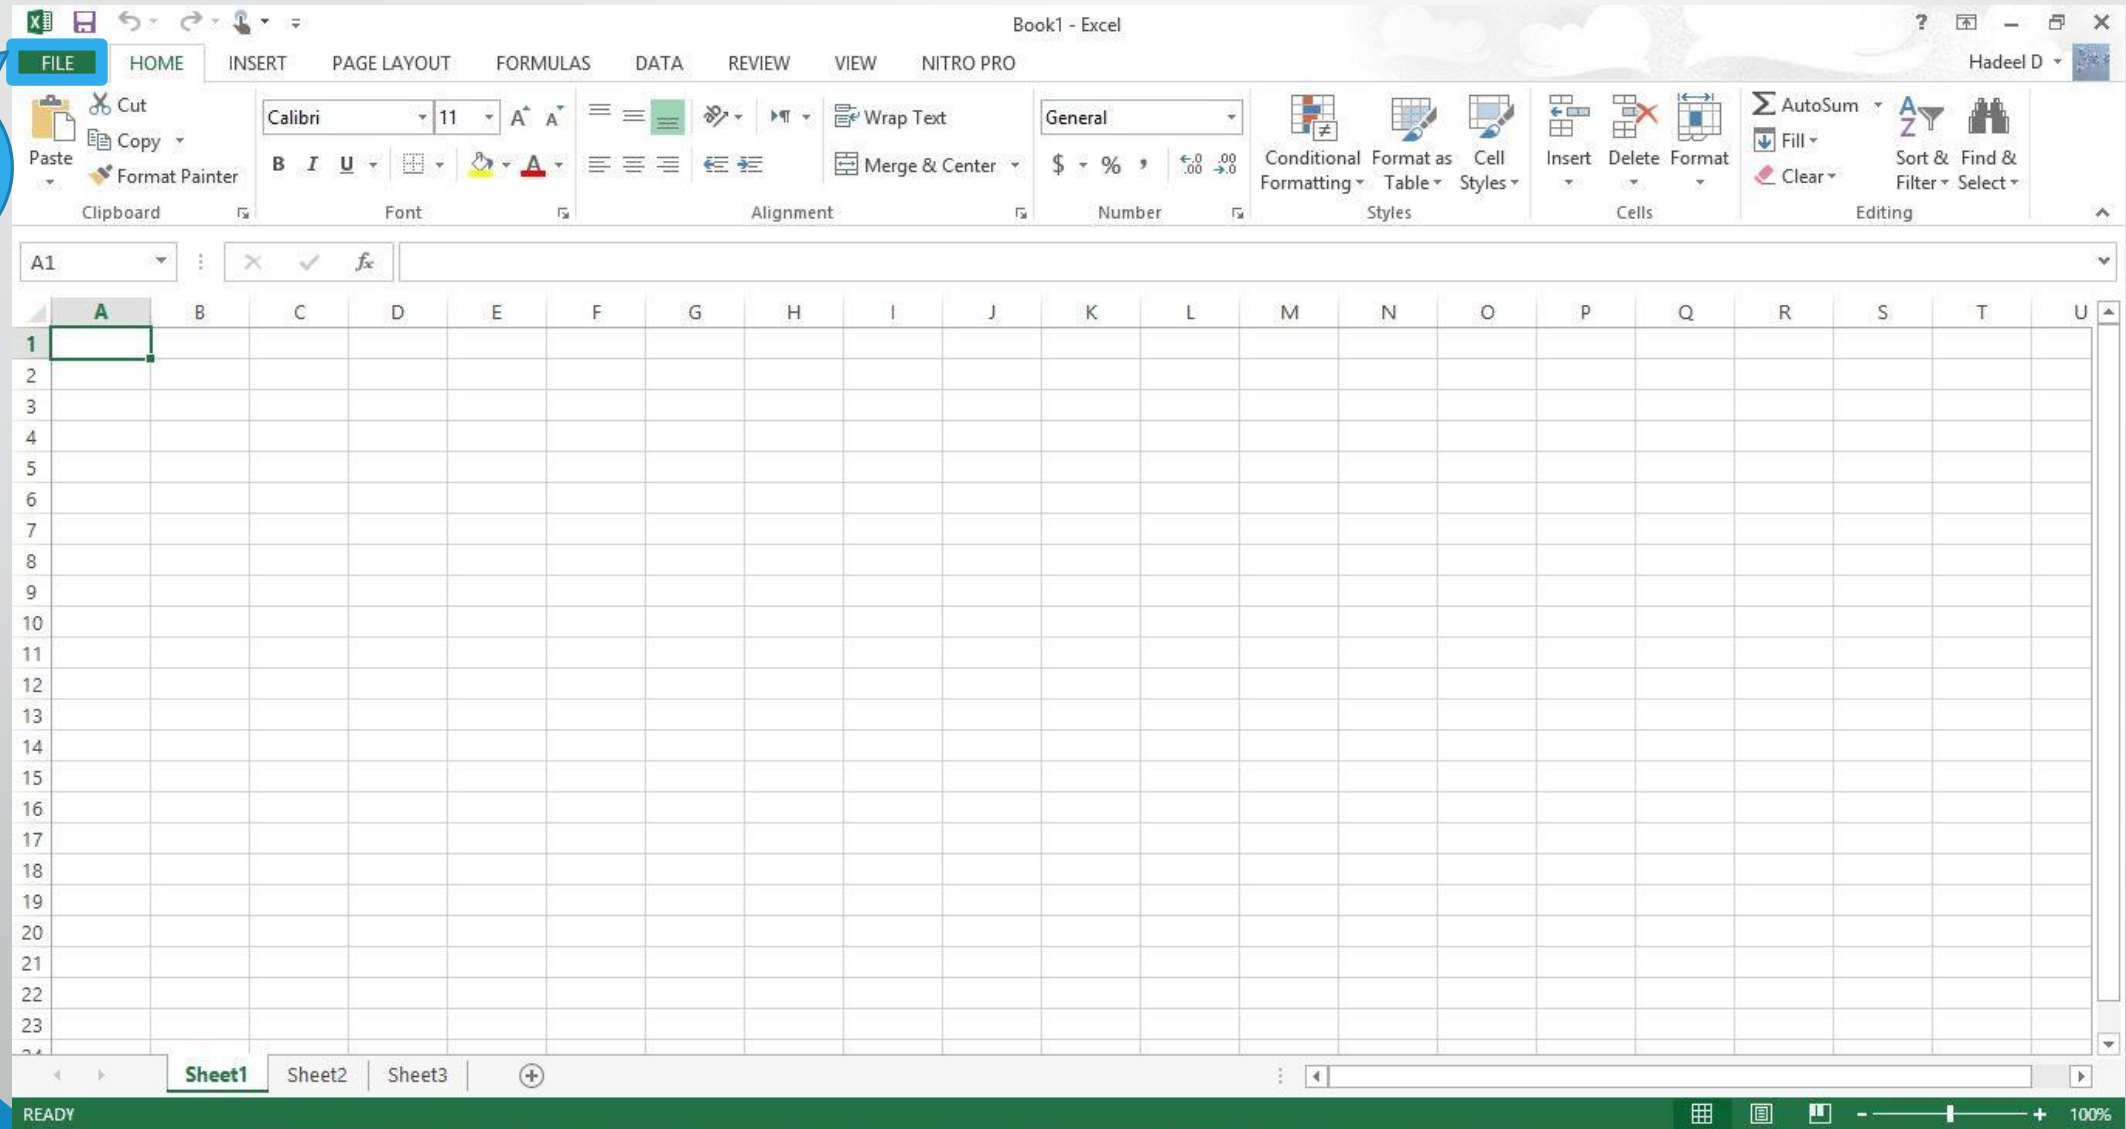 Book1 - Excel
?
FILE HOME INSERT PAGE LAYOUT FORMULAS DATA REVIEW VIEW NITRO PRO
Hadeel D
Paste
Cut
Copy
Format Painter
Clipboard
Calibri 11
B I U
Font
Wrap Text
Merge & Center
Alignment
General
$ % ,
Number
Conditional Formatting
Format as Table
Cell Styles
Styles
Insert Delete Format
Cells
AutoSum
Fill
Clear
Sort & Filter
Find & Select
Editing
A1
fx
A B C D E F G H I J K L M N O P Q R S T U
1
2
3
4
5
6
7
8
9
10
11
12
13
14
15
16
17
18
19
20
21
22
23
Sheet1 Sheet2 Sheet3
READY
100%